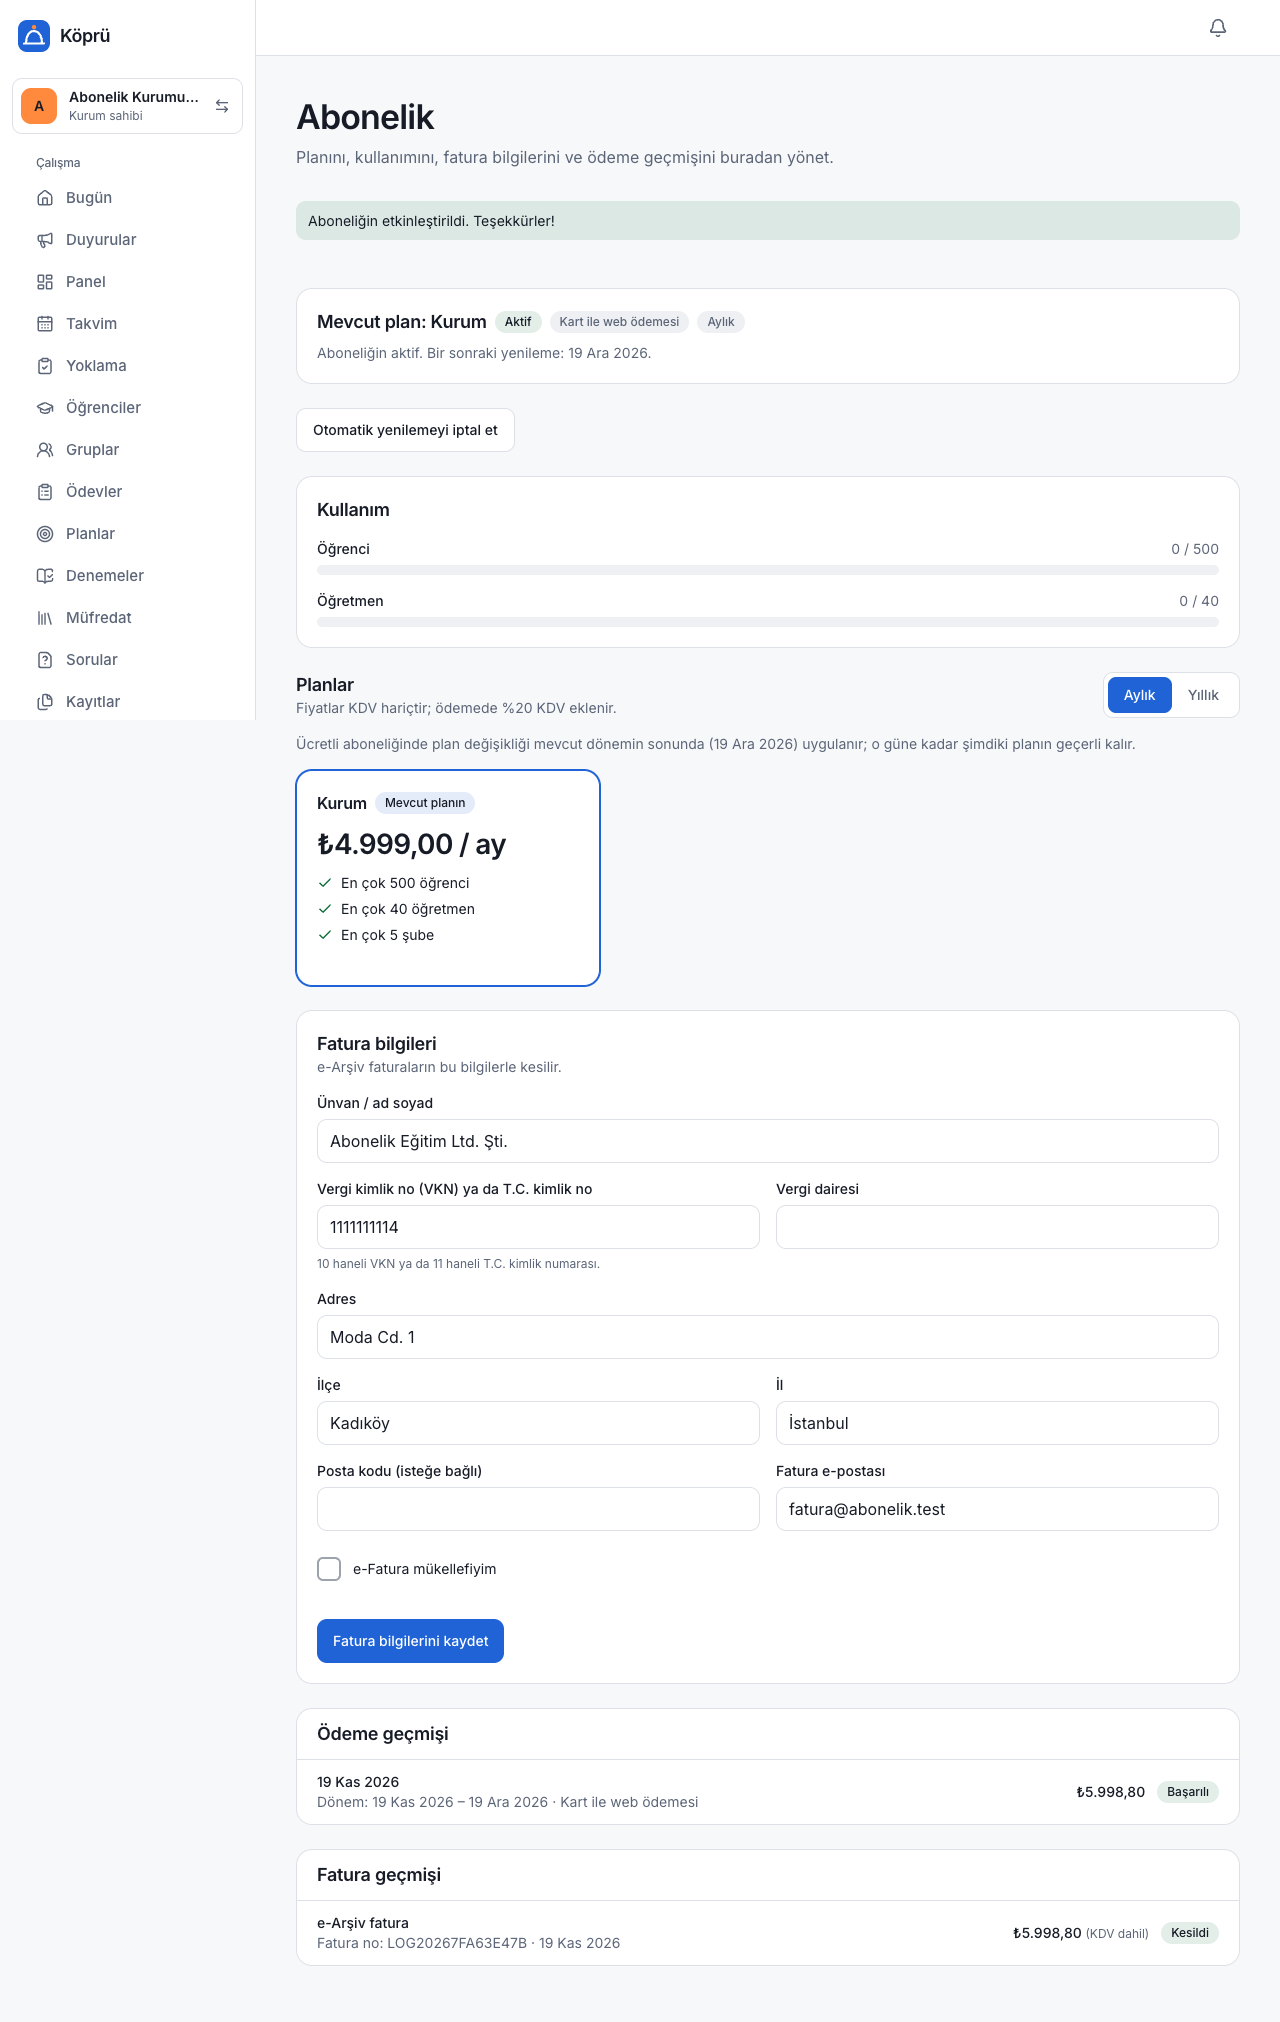 Köprü
A
Abonelik Kurumu...
Kurum sahibi
Çalışma
Bugün
Duyurular
Panel
Takvim
Yoklama
Öğrenciler
Gruplar
Ödevler
Planlar
Denemeler
Müfredat
Sorular
Kayıtlar
Abonelik
Planını, kullanımını, fatura bilgilerini ve ödeme geçmişini buradan yönet.
Aboneliğin etkinleştirildi. Teşekkürler!
Mevcut plan: Kurum Aktif Kart ile web ödemesi Aylık
Aboneliğin aktif. Bir sonraki yenileme: 19 Ara 2026.
Otomatik yenilemeyi iptal et
Kullanım
Öğrenci 0 / 500
Öğretmen 0 / 40
Planlar
Fiyatlar KDV hariçtir; ödemede %20 KDV eklenir.
Aylık Yıllık
Ücretli aboneliğinde plan değişikliği mevcut dönemin sonunda (19 Ara 2026) uygulanır; o güne kadar şimdiki planın geçerli kalır.
Kurum Mevcut planın
₺4.999,00 / ay
En çok 500 öğrenci
En çok 40 öğretmen
En çok 5 şube
Fatura bilgileri
e-Arşiv faturaların bu bilgilerle kesilir.
Ünvan / ad soyad
Abonelik Eğitim Ltd. Şti.
Vergi kimlik no (VKN) ya da T.C. kimlik no Vergi dairesi
1111111114
10 haneli VKN ya da 11 haneli T.C. kimlik numarası.
Adres
Moda Cd. 1
İlçe İl
Kadıköy İstanbul
Posta kodu (isteğe bağlı) Fatura e-postası
fatura@abonelik.test
e-Fatura mükellefiyim
Fatura bilgilerini kaydet
Ödeme geçmişi
19 Kas 2026
Dönem: 19 Kas 2026 – 19 Ara 2026 · Kart ile web ödemesi
₺5.998,80 Başarılı
Fatura geçmişi
e-Arşiv fatura
Fatura no: LOG20267FA63E47B · 19 Kas 2026
₺5.998,80 (KDV dahil) Kesildi